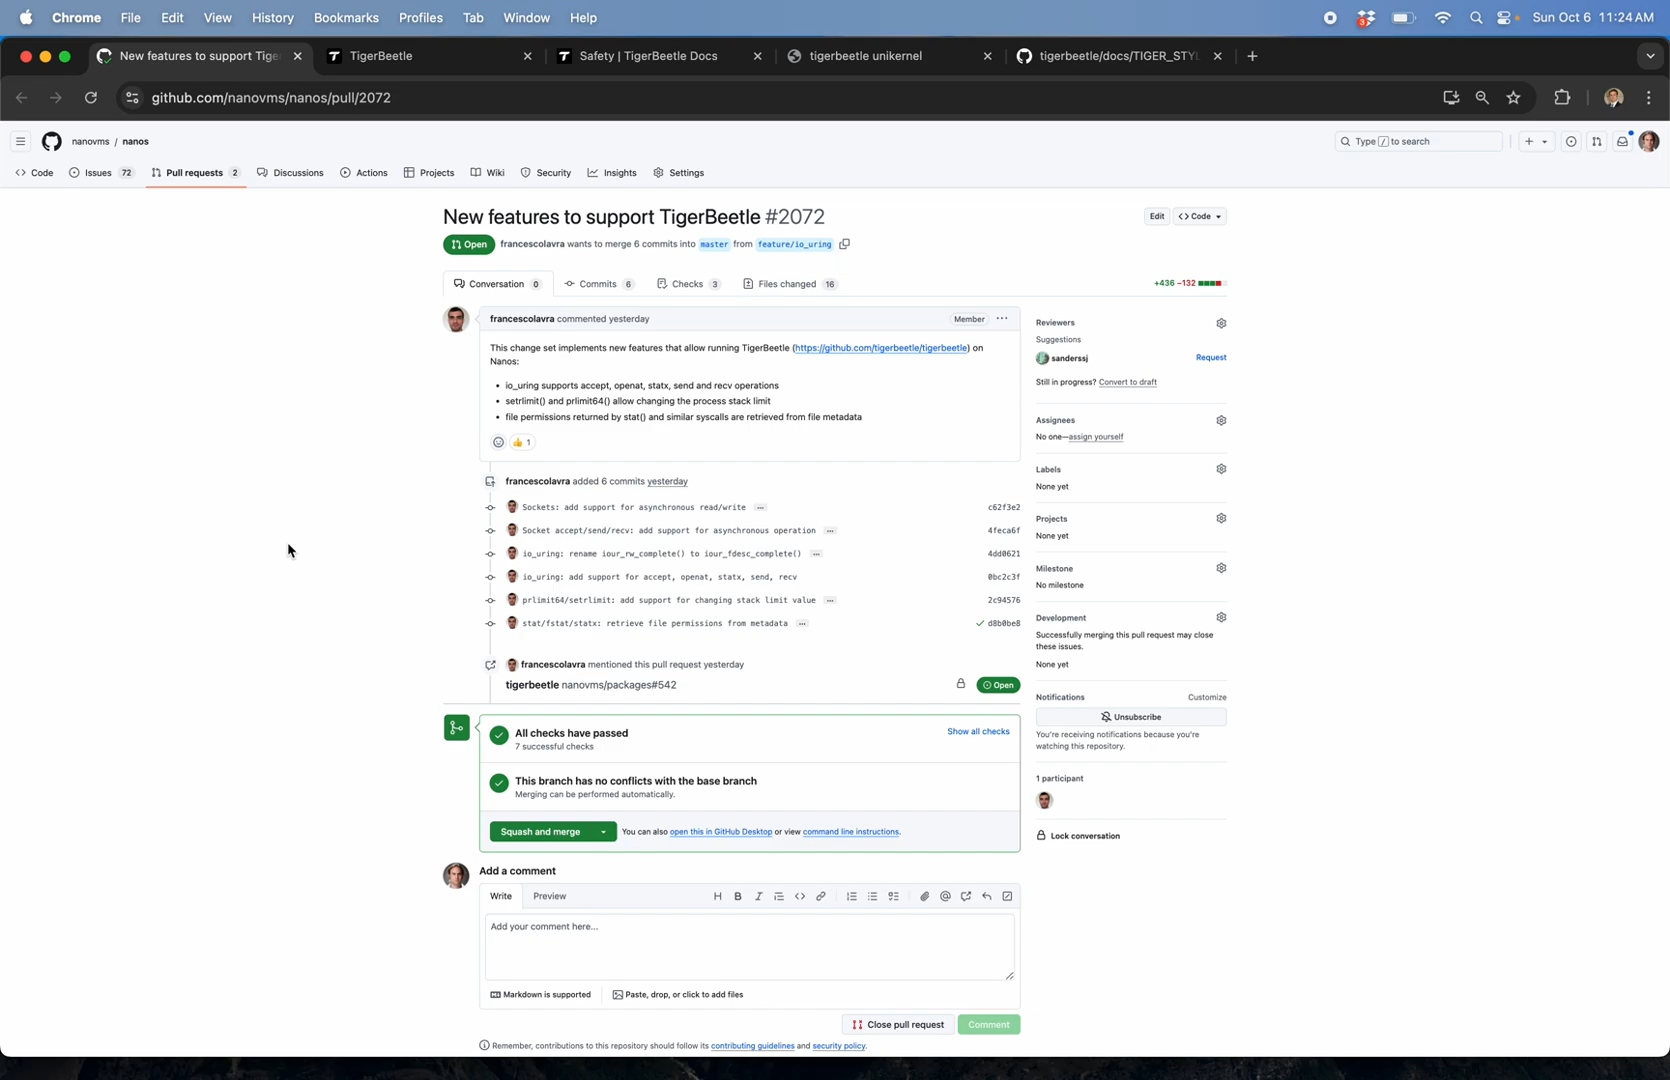 Chrome File Edit View History Bookmarks Profiles Tab Window Help
3
Sun Oct 6 11:24 AM
New features to support Tige
TigerBeetle
Safety | TigerBeetle Docs
tigerbeetle unikernel
tigerbeetle/docs/TIGER_STYL
github.com/nanovms/nanos/pull/2072
nanovms / nanos
Type / to search
Code
Issues 72
Pull requests 2
Discussions
Actions
Projects
Wiki
Security
Insights
Settings
New features to support TigerBeetle #2072
Edit
<> Code
Open
francescolavra wants to merge 6 commits into master from feature/io_uring
Conversation 0
Commits 6
Checks 3
Files changed 16
+436 −132
francescolavra commented yesterday
Member
This change set implements new features that allow running TigerBeetle (https://github.com/tigerbeetle/tigerbeetle) on
Nanos:
• io_uring supports accept, openat, statx, send and recv operations
• setrlimit() and prlimit64() allow changing the process stack limit
• file permissions returned by stat() and similar syscalls are retrieved from file metadata
👍 1
francescolavra added 6 commits yesterday
Sockets: add support for asynchronous read/write ...
c62f3e2
Socket accept/send/recv: add support for asynchronous operation ...
4feca6f
io_uring: rename iour_rw_complete() to iour_fdesc_complete() ...
4dd0621
io_uring: add support for accept, openat, statx, send, recv
0bc2c3f
prlimit64/setrlimit: add support for changing stack limit value ...
2c94576
stat/fstat/statx: retrieve file permissions from metadata ...
d8b0be8
francescolavra mentioned this pull request yesterday
tigerbeetle nanovms/packages#542
Open
All checks have passed
7 successful checks
Show all checks
This branch has no conflicts with the base branch
Merging can be performed automatically.
Squash and merge
You can also open this in GitHub Desktop or view command line instructions.
Add a comment
Write
Preview
Add your comment here...
Markdown is supported
Paste, drop, or click to add files
Close pull request
Comment
Remember, contributions to this repository should follow its contributing guidelines and security policy.
Reviewers
Suggestions
sanderssj
Request
Still in progress? Convert to draft
Assignees
No one—assign yourself
Labels
None yet
Projects
None yet
Milestone
No milestone
Development
Successfully merging this pull request may close
these issues.
None yet
Notifications
Customize
Unsubscribe
You're receiving notifications because you're
watching this repository.
1 participant
Lock conversation